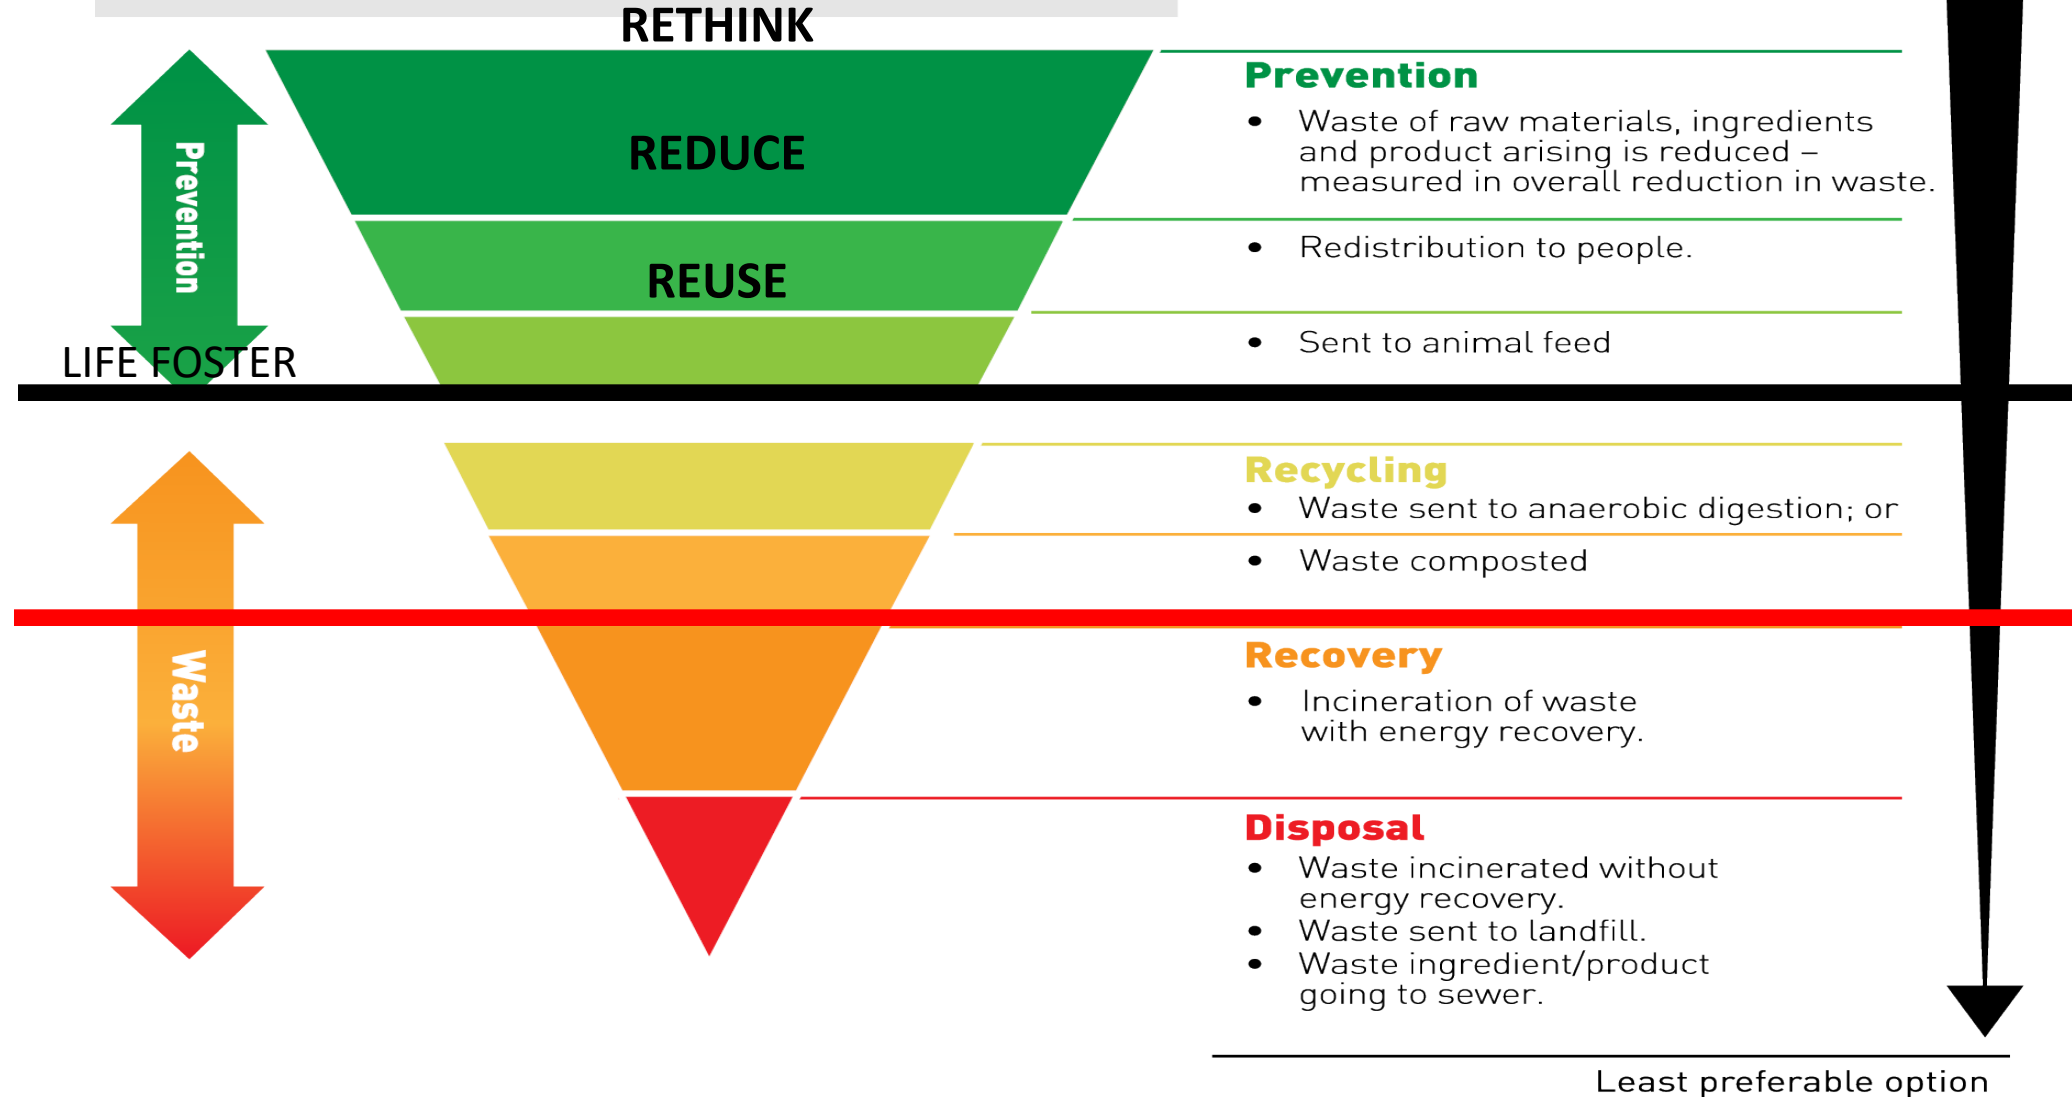 RETHINK
Prevention
REDUCE
REUSE
LIFE FOSTER
Prevention
• Waste of raw materials, ingredients
and product arising is reduced –
measured in overall reduction in waste.
• Redistribution to people.
• Sent to animal feed
Waste
Recycling
• Waste sent to anaerobic digestion; or
• Waste composted
Recovery
• Incineration of waste
with energy recovery.
Disposal
• Waste incinerated without
energy recovery.
• Waste sent to landfill.
• Waste ingredient/product
going to sewer.
Least preferable option